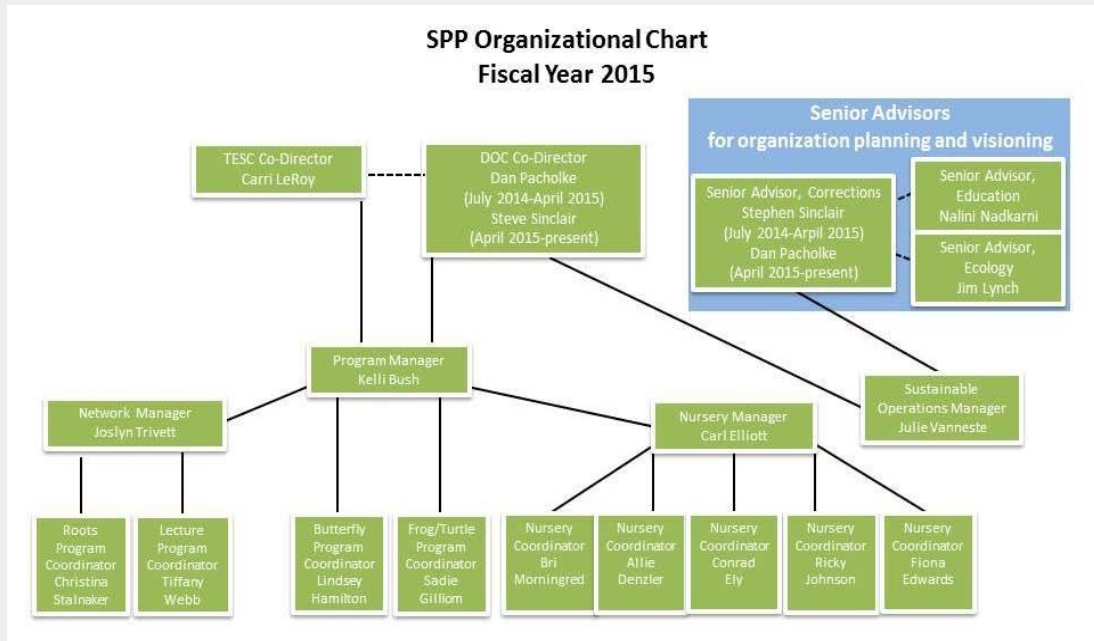 SPP Organizational Chart
Fiscal Year 2015
Senior Advisors
for organization planning and visioning
TESC Co-Director
Carri LeRoy
DOC Co-Director
Dan Pacholke
(July 2014-April 2015)
Steve Sinclair
(April 2015-present)
Senior Advisor, Corrections
Stephen Sinclair
(July 2014-Arpil 2015)
Dan Pacholke
(April 2015-present)
Senior Advisor,
Education
Nalini Nadkarni
Senior Advisor,
Ecology
Jim Lynch
Program Manager
Kelli Bush
Sustainable
Operations Manager
Julie Vanneste
Network Manager
Joslyn Trivett
Nursery Manager
Carl Elliott
Roots
Program
Coordinator
Christina
Stalnaker
Lecture
Program
Coordinator
Tiffany
Webb
Butterfly
Program
Coordinator
Lindsey
Hamilton
Frog/Turtle
Program
Coordinator
Sadie
Gilliom
Nursery
Coordinator
Bri
Morningred
Nursery
Coordinator
Allie
Denzler
Nursery
Coordinator
Conrad
Ely
Nursery
Coordinator
Ricky
Johnson
Nursery
Coordinator
Fiona
Edwards